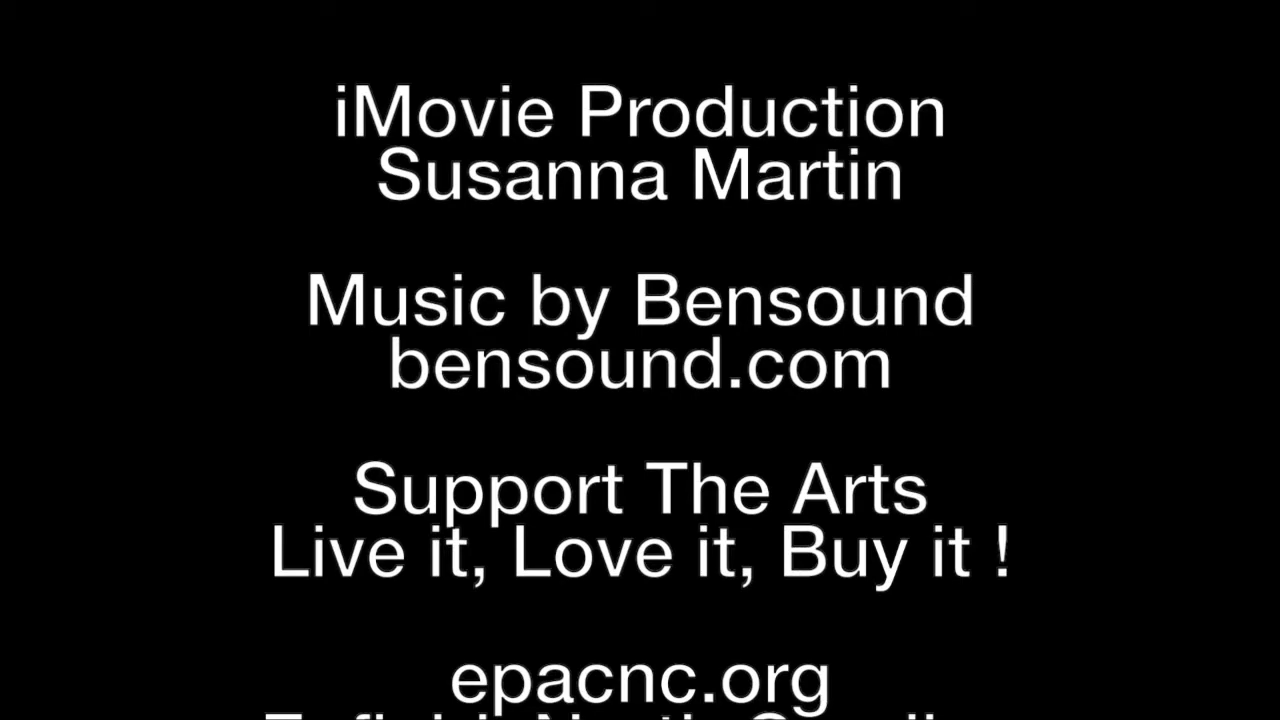 iMovie Production
Susanna Martin
Music by Bensound
bensound.com
Support The Arts
Live it, Love it, Buy it !
epacnc.org